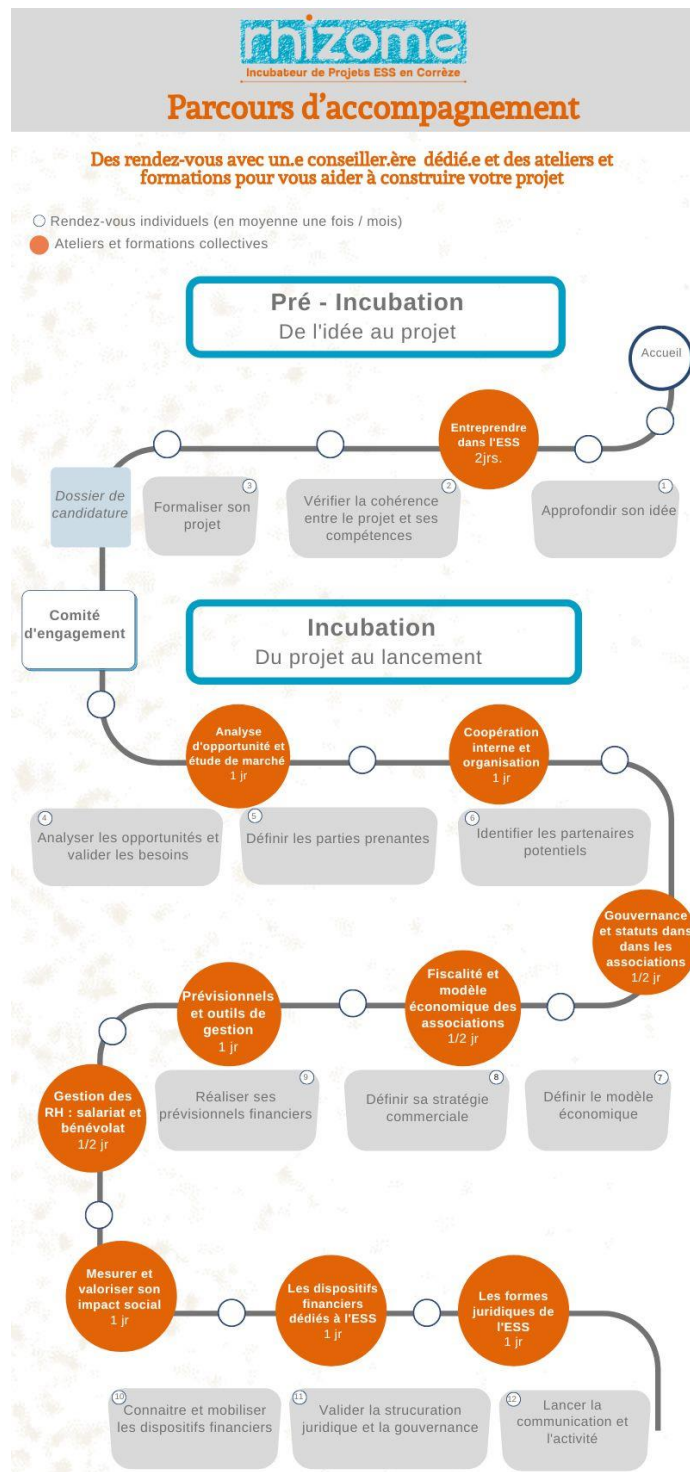 rhizome
Incubateur de Projets ESS en Corrèze
Parcours d'accompagnement
Des rendez-vous avec un.e conseiller.ère dédié.e et des ateliers et
formations pour vous aider à construire votre projet
Rendez-vous individuels (en moyenne une fois / mois)
Ateliers et formations collectives
Pré - Incubation
De l'idée au projet
Accueil
Entreprendre
dans l'ESS
2jrs.
1
Approfondir son idée
2
Vérifier la cohérence
entre le projet et ses
compétences
3
Formaliser son
projet
Dossier de
candidature
Comité
d'engagement
Incubation
Du projet au lancement
Analyse
d'opportunité et
étude de marché
1 jr
Coopération
interne et
organisation
1 jr
4
Analyser les opportunités et
valider les besoins
5
Définir les parties prenantes
6
Identifier les partenaires
potentiels
Gouvernance
et statuts dans
dans les
associations
1/2 jr
Fiscalité et
modèle
économique des
associations
1/2 jr
Prévisionnels
et outils de
gestion
1 jr
7
Définir le modèle
économique
8
Définir sa stratégie
commerciale
9
Réaliser ses
prévisionnels financiers
Gestion des
RH : salariat et
bénévolat
1/2 jr
Mesurer et
valoriser son
impact social
1 jr
Les dispositifs
financiers
dédiés à l'ESS
1 jr
Les formes
juridiques de
l'ESS
1 jr
10
Connaitre et mobiliser
les dispositifs financiers
11
Valider la strucuration
juridique et la gouvernance
12
Lancer la
communication et
l'activité